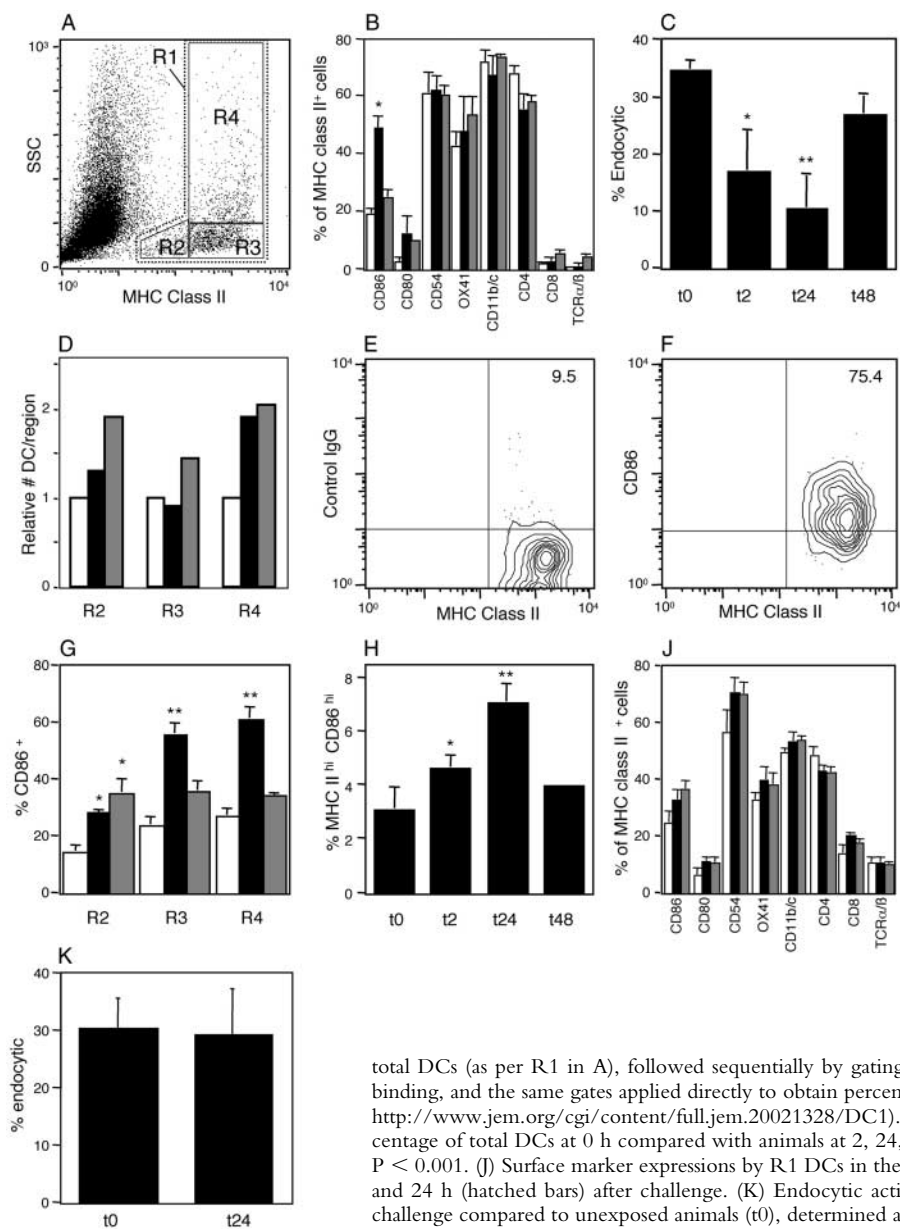 A
10³
SSC
0
R1
R4
R2
R3
10⁰
10⁴
MHC Class II
B
80
60
40
20
0
% of MHC class II⁺ cells
*
CD86
CD80
CD54
OX41
CD11b/c
CD4
CD8
TCRα/ß
C
40
30
20
10
0
% Endocytic
*
**
t0
t2
t24
t48
D
2
1
0
Relative # DC/region
R2
R3
R4
E
10⁴
9.5
Control IgG
10⁰
10⁰
10⁴
MHC Class II
F
10⁴
75.4
CD86
10⁰
10⁰
10⁴
MHC Class II
G
80
60
40
20
0
% CD86 ⁺
*
*
**
**
R2
R3
R4
H
8
6
4
2
0
% MHC II ʰⁱ CD86 ʰⁱ
*
**
t0
t2
t24
t48
J
80
60
40
20
0
% of MHC class II ⁺ cells
CD86
CD80
CD54
OX41
CD11b/c
CD4
CD8
TCRα/ß
K
40
30
20
10
0
% endocytic
t0
t24
total DCs (as per R1 in A), followed sequentially by gating
binding, and the same gates applied directly to obtain percen
http://www.jem.org/cgi/content/full.jem.20021328/DC1).
centage of total DCs at 0 h compared with animals at 2, 24,
P < 0.001. (J) Surface marker expressions by R1 DCs in the
and 24 h (hatched bars) after challenge. (K) Endocytic acti
challenge compared to unexposed animals (t0), determined a